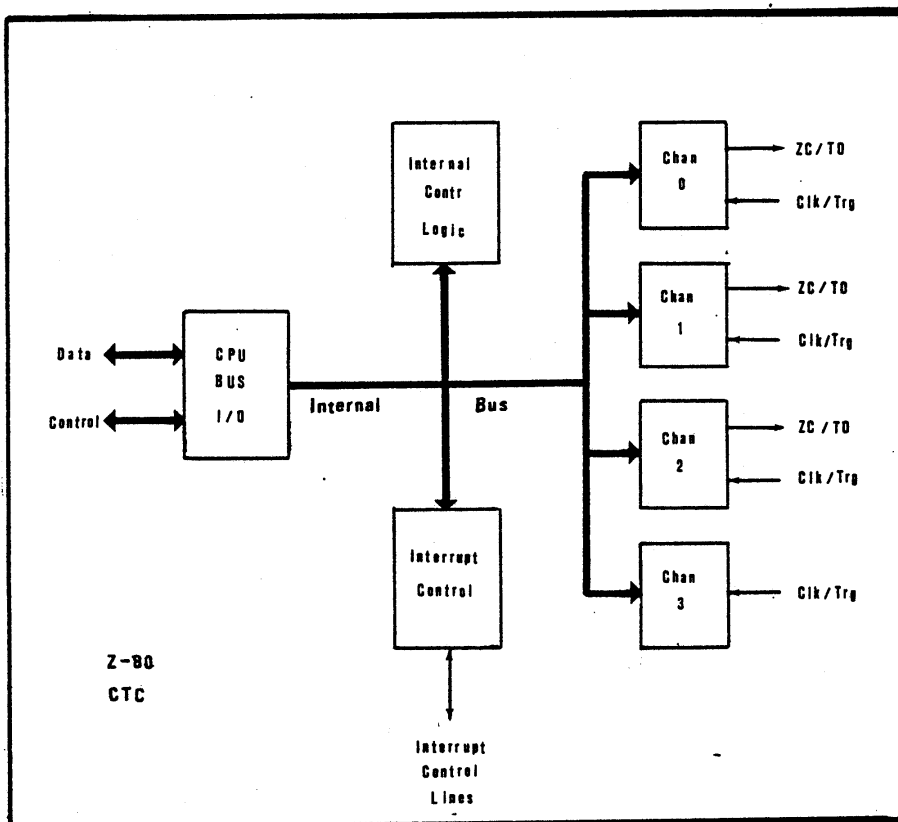 Internal
Contr
Logic
Chan
0
ZC/TO
Clk/Trg
Chan
1
ZC/TO
Clk/Trg
Data
Control
CPU
BUS
I/O
Internal Bus
Chan
2
ZC/TO
Clk/Trg
Interrupt
Control
Chan
3
Clk/Trg
Z-80
CTC
Interrupt
Control
Lines